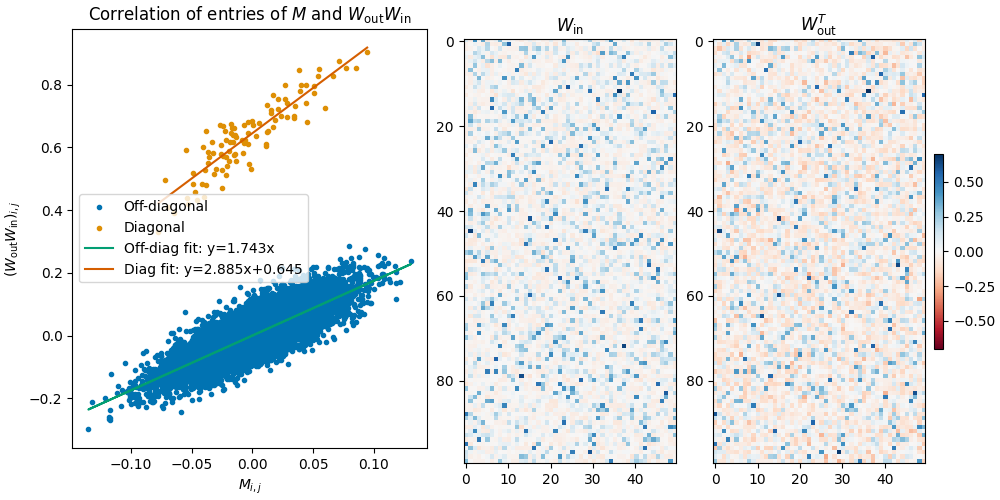 Correlation of entries of M and W_out W_in
(W_out W_in)_i,j
0.8
0.6
0.4
0.2
0.0
−0.2
Off-diagonal
Diagonal
Off-diag fit: y=1.743x
Diag fit: y=2.885x+0.645
−0.10 −0.05 0.00 0.05 0.10
M_i,j
W_in
0
20
40
60
80
0 10 20 30 40
W_out^T
0
20
40
60
80
0 10 20 30 40
0.50
0.25
0.00
−0.25
−0.50